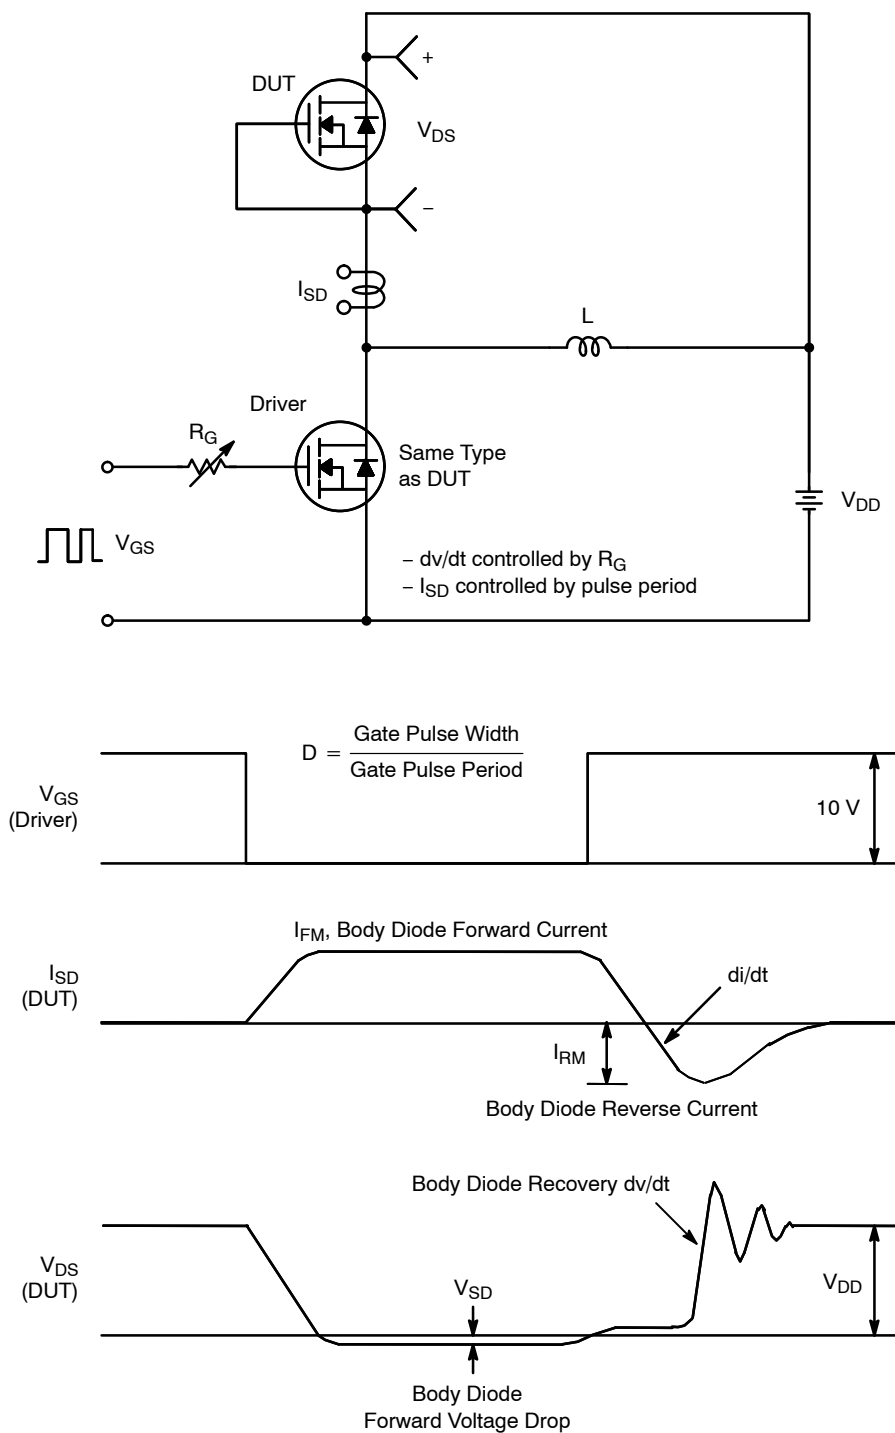 DUT
+
V_DS
−
I_SD
L
Driver
R_G
Same Type
as DUT
V_GS
V_DD
− dv/dt controlled by R_G
− I_SD controlled by pulse period
D = Gate Pulse Width
Gate Pulse Period
V_GS
(Driver)
10 V
I_FM, Body Diode Forward Current
I_SD
(DUT)
di/dt
I_RM
Body Diode Reverse Current
Body Diode Recovery dv/dt
V_DS
(DUT)
V_SD
V_DD
Body Diode
Forward Voltage Drop